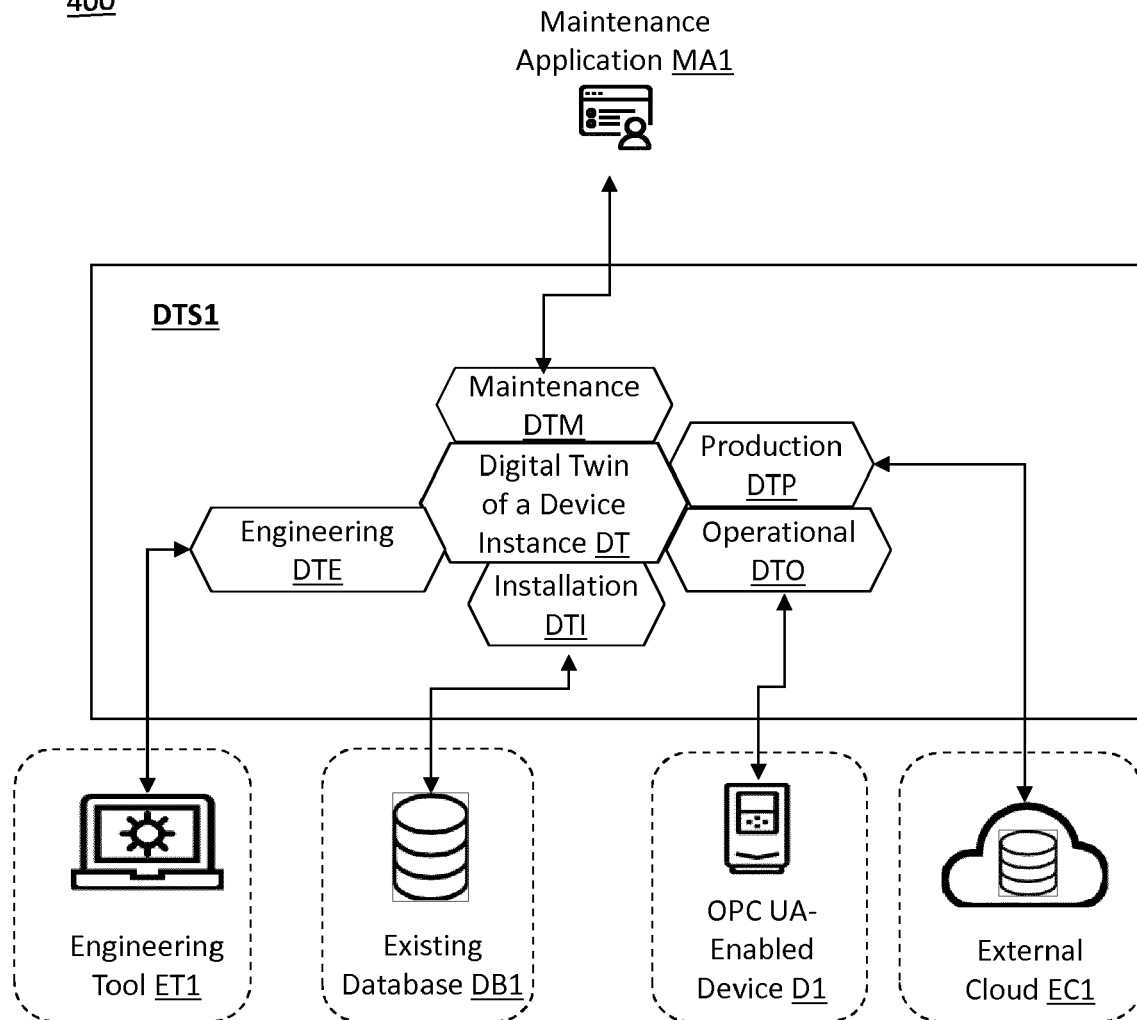 400
Maintenance
Application MA1
DTS1
Maintenance
DTM
Digital Twin
of a Device
Instance DT
Production
DTP
Engineering
DTE
Operational
DTO
Installation
DTI
Engineering
Tool ET1
Existing
Database DB1
OPC UA-
Enabled
Device D1
External
Cloud EC1